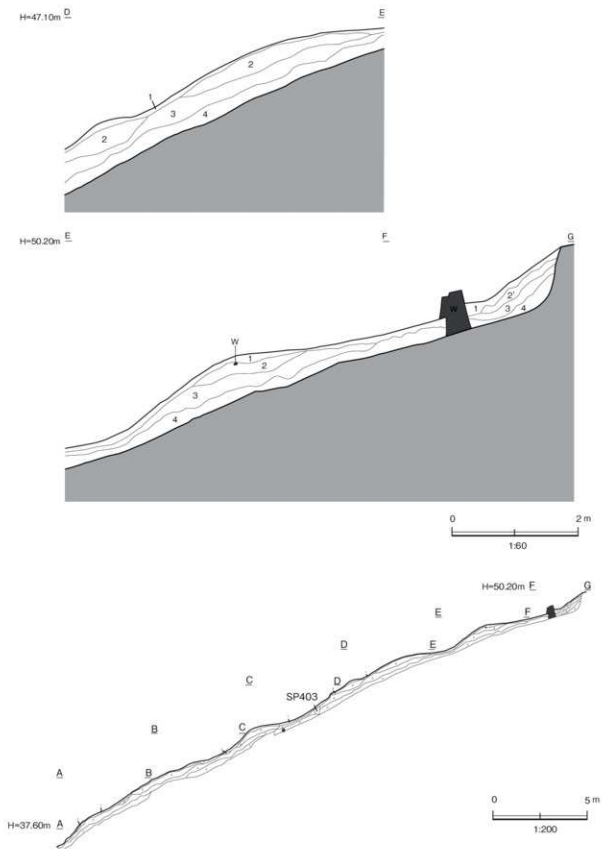 H=47.10m D E
1
2
2
3 4
H=50.20m E F G
W
W
1 2'
3 4
1
2
3
4
0 2 m
1:60
H=50.20m F G
E F
D E
SP403
C D
B C
A B
H=37.60m A
0 5 m
1:200